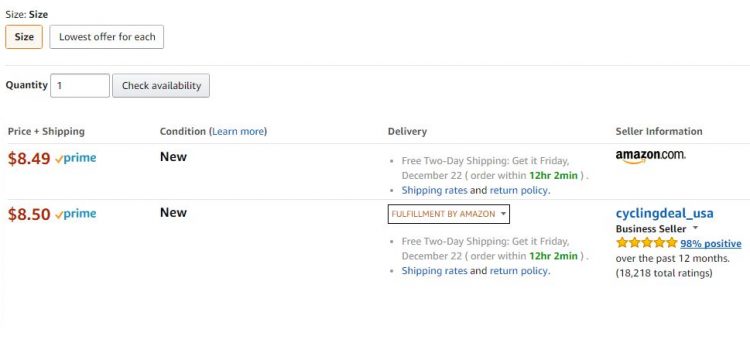 Size: Size
Size Lowest offer for each
Quantity 1 Check availability
Price + Shipping Condition (Learn more) Delivery Seller Information
$8.49 prime New Free Two-Day Shipping: Get it Friday, amazon.com.
December 22 ( order within 12hr 2min ) .
Shipping rates and return policy.
$8.50 prime New FULFILLMENT BY AMAZON cyclingdeal_usa
Business Seller
Free Two-Day Shipping: Get it Friday, 98% positive
December 22 ( order within 12hr 2min ) . over the past 12 months.
Shipping rates and return policy. (18,218 total ratings)